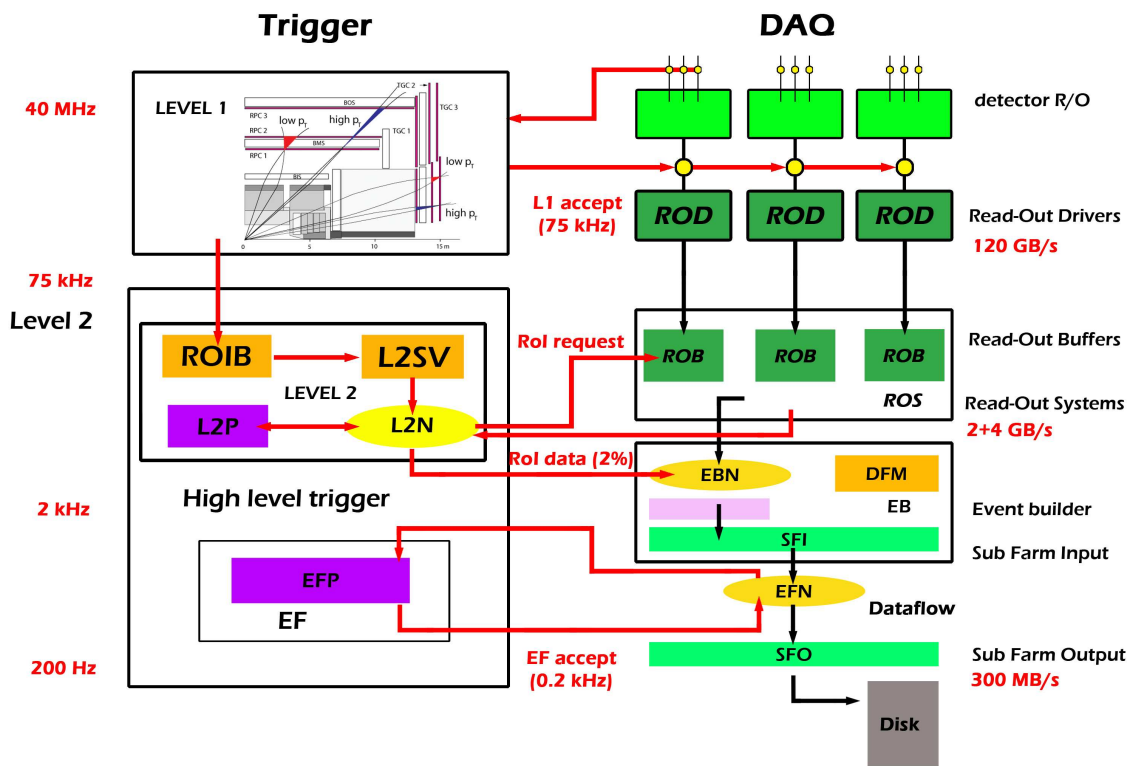 Trigger
DAQ
40 MHz
LEVEL 1
TGC 2
BOS
TGC 3
RPC 3
low pT
high pT
RPC 2
TGC 1
BMS
RPC 1
low pT
BIS
high pT
0
5
10
15 m
detector R/O
L1 accept
(75 kHz)
ROD
ROD
ROD
Read-Out Drivers
120 GB/s
75 kHz
Level 2
ROIB
L2SV
LEVEL 2
L2P
L2N
RoI request
ROB
ROB
ROB
Read-Out Buffers
ROS
Read-Out Systems
2+4 GB/s
RoI data (2%)
EBN
DFM
EB
Event builder
2 kHz
High level trigger
SFI
Sub Farm Input
EFP
EF
EFN
Dataflow
200 Hz
EF accept
(0.2 kHz)
SFO
Sub Farm Output
300 MB/s
Disk